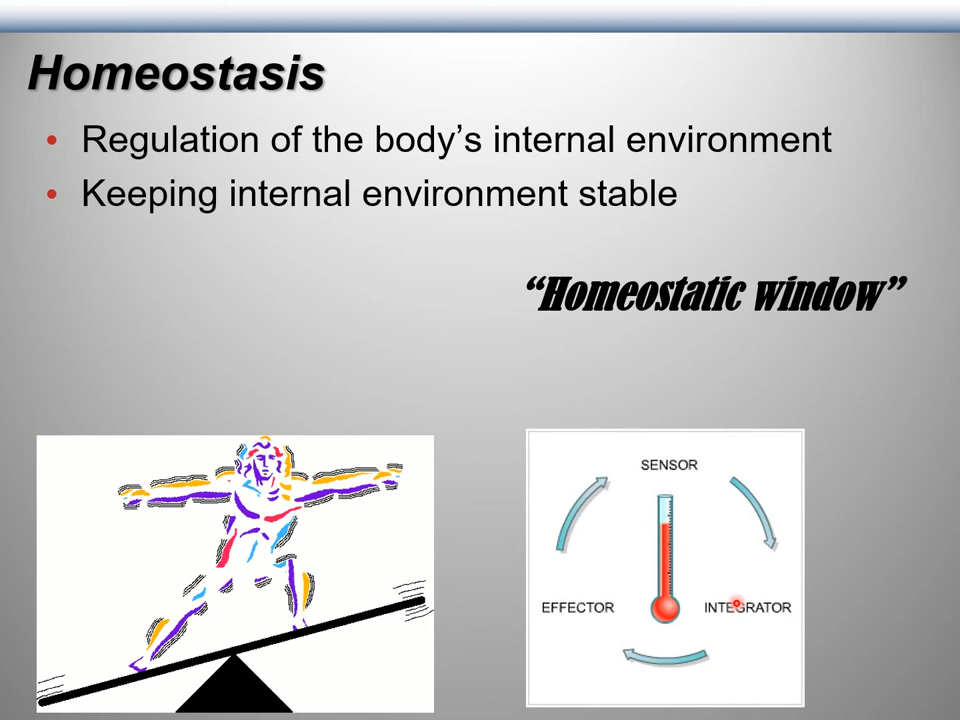 Homeostasis
• Regulation of the body’s internal environment
• Keeping internal environment stable
“Homeostatic window”
SENSOR
EFFECTOR
INTEGRATOR